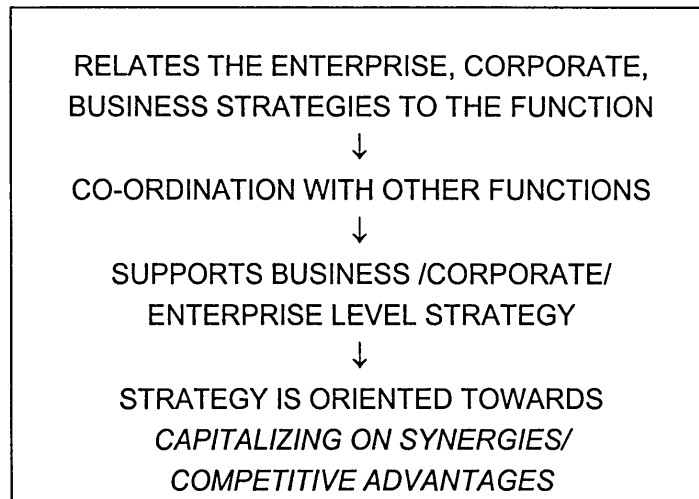 RELATES THE ENTERPRISE, CORPORATE,
BUSINESS STRATEGIES TO THE FUNCTION
↓
CO-ORDINATION WITH OTHER FUNCTIONS
↓
SUPPORTS BUSINESS /CORPORATE/
ENTERPRISE LEVEL STRATEGY
↓
STRATEGY IS ORIENTED TOWARDS
CAPITALIZING ON SYNERGIES/
COMPETITIVE ADVANTAGES